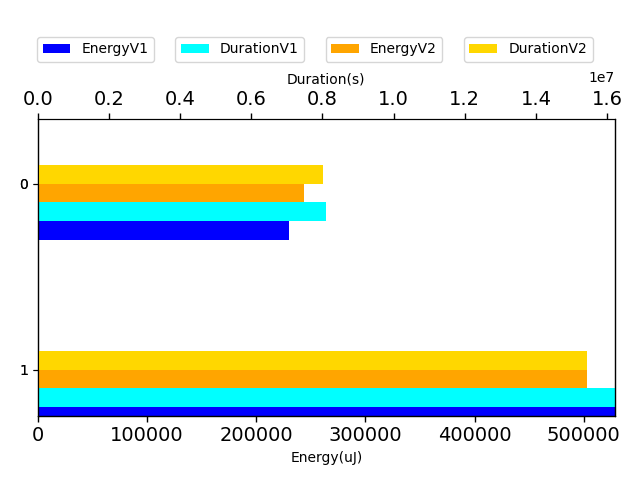 EnergyV1 DurationV1 EnergyV2 DurationV2
Duration(s)
1e7
0.0 0.2 0.4 0.6 0.8 1.0 1.2 1.4 1.6
0
1
0 100000 200000 300000 400000 500000
Energy(uJ)